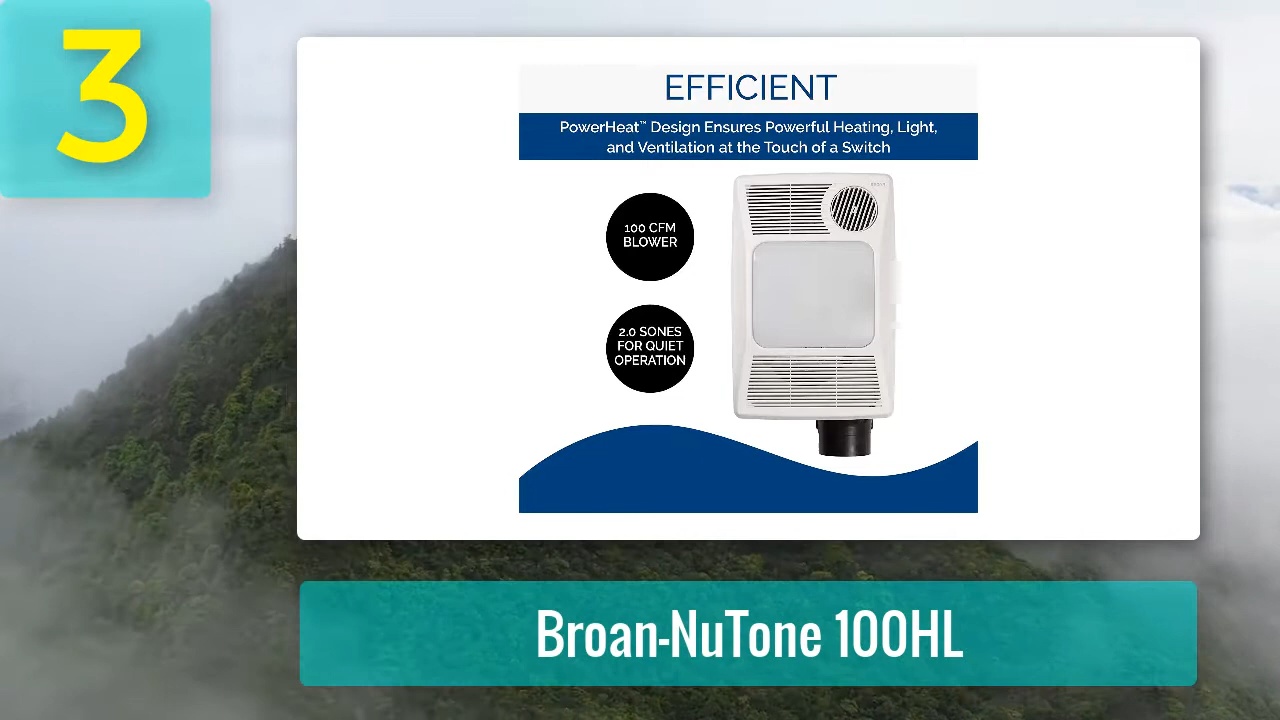 3
EFFICIENT
PowerHeat™ Design Ensures Powerful Heating, Light,
and Ventilation at the Touch of a Switch
100 CFM
BLOWER
2.0 SONES
FOR QUIET
OPERATION
Broan-NuTone 100HL